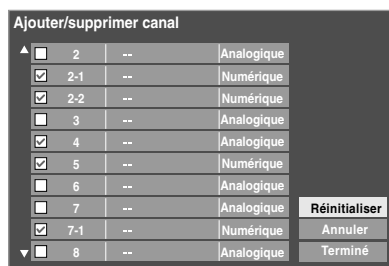 Ajouter/supprimer canal
2 -- Analogique
2-1 -- Numérique
2-2 -- Numérique
3 -- Analogique
4 -- Analogique
5 -- Numérique
6 -- Analogique
7 -- Analogique
7-1 -- Numérique
8 -- Analogique
Réinitialiser
Annuler
Terminé